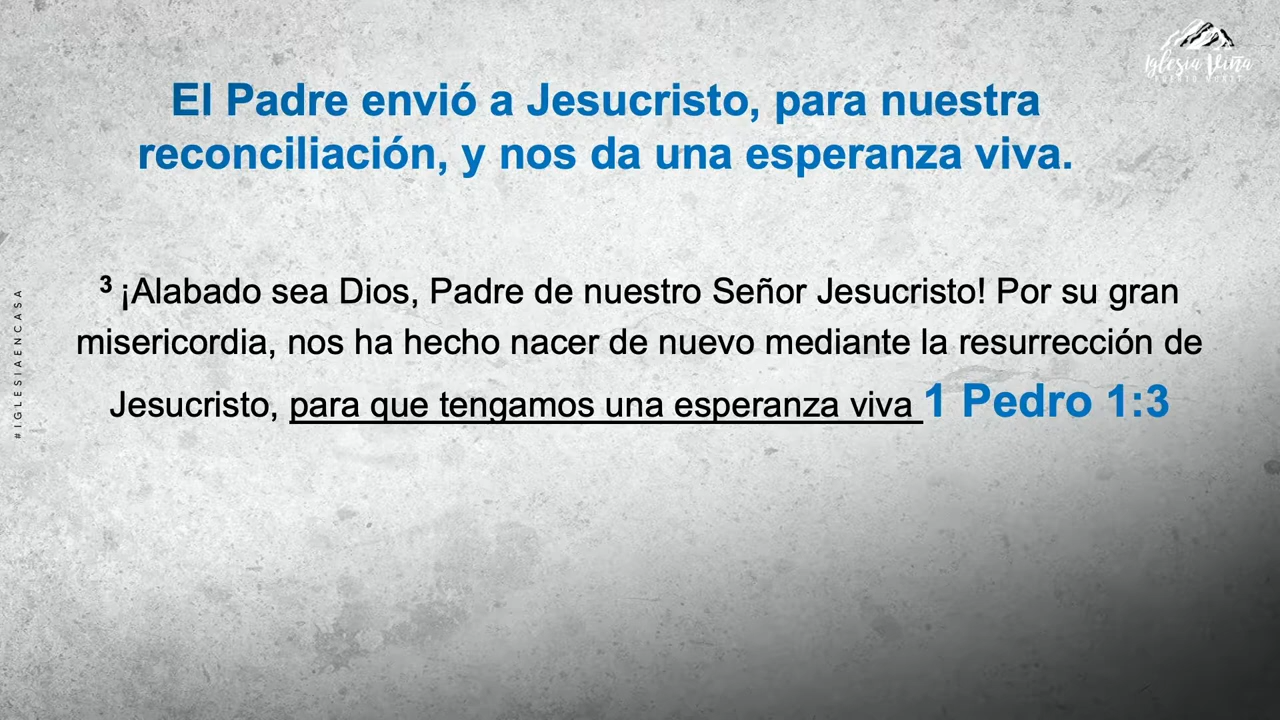 Iglesia Viña
El Padre envió a Jesucristo, para nuestra
reconciliación, y nos da una esperanza viva.
3 ¡Alabado sea Dios, Padre de nuestro Señor Jesucristo! Por su gran
misericordia, nos ha hecho nacer de nuevo mediante la resurrección de
Jesucristo, para que tengamos una esperanza viva 1 Pedro 1:3
#IGLESIAENCASA